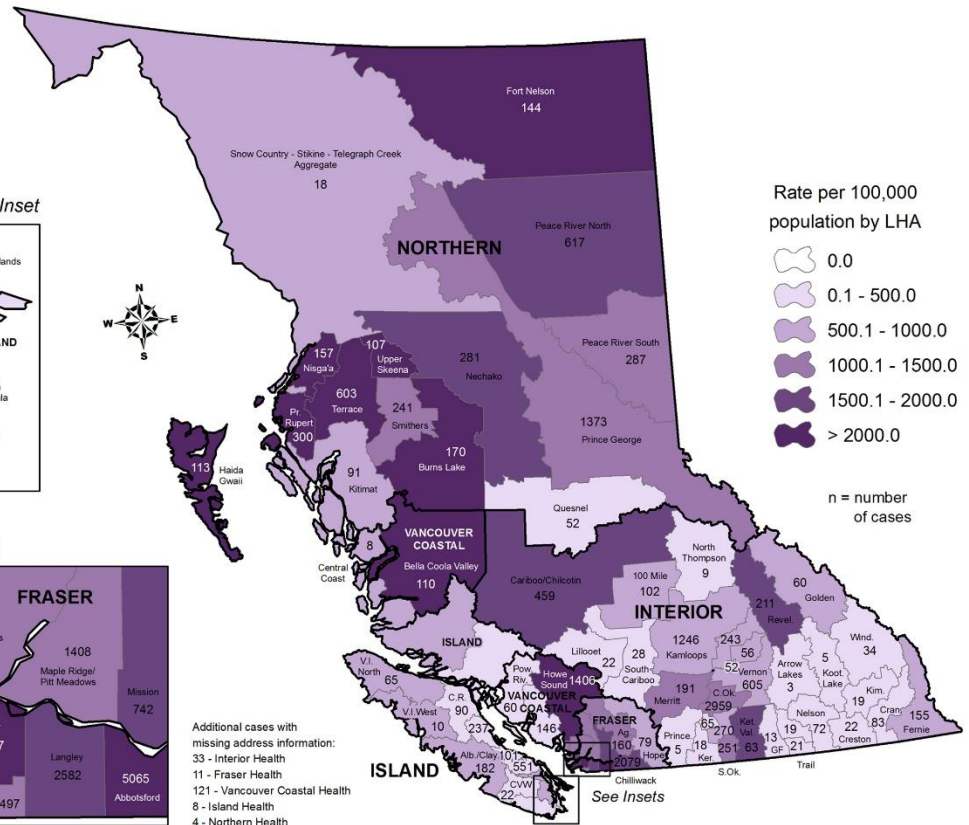 Fort Nelson
144
Snow Country - Stikine - Telegraph Creek
Aggregate
18
NORTHERN
Peace River North
617
Rate per 100,000
population by LHA
0.0
0.1 - 500.0
500.1 - 1000.0
1000.1 - 1500.0
1500.1 - 2000.0
> 2000.0
n = number
of cases
Inset
N
W
E
S
Peace River South
287
157
Nisga'a
107
Upper
Skeena
281
Nechako
603
Terrace
Pr.
Rupert
300
241
Smithers
1373
Prince George
170
Burns Lake
113
Haida
Gwaii
91
Kitimat
Quesnel
52
8
Central
Coast
VANCOUVER
COASTAL
Bella Coola Valley
110
Cariboo/Chilcotin
459
North
Thompson
9
100 Mile
102
INTERIOR
60
Golden
211
Revel.
ISLAND
Lillooet
22
28
South
Cariboo
1246
Kamloops
243
56
52
Vernon
605
Arrow
Lakes
3
5
Koot.
Lake
Wind.
34
V.I.
North
65
V.I.West
10
C.R.
90
237
Pow.
Riv.
VANCOUVER
60 COASTAL
Howe
Sound
1406
146
191
Merritt
C.Ok.
2959
Kim.
19
Cran.
83
155
Fernie
FRASER
Ag.
160
79
Hope
2079
Chilliwack
Prince.
5
18
Ker.
65
270
251
S.Ok.
Ket.
Val.
63
13
GF
19
21
Nelson
72
22
Creston
Trail
Alb./Clay
182
101
551
CVW
22
ISLAND
See Insets
FRASER
1408
Maple Ridge/
Pitt Meadows
Mission
742
Langley
2582
5065
Abbotsford
497
Additional cases with
missing address information:
33 - Interior Health
11 - Fraser Health
121 - Vancouver Coastal Health
8 - Island Health
4 - Northern Health